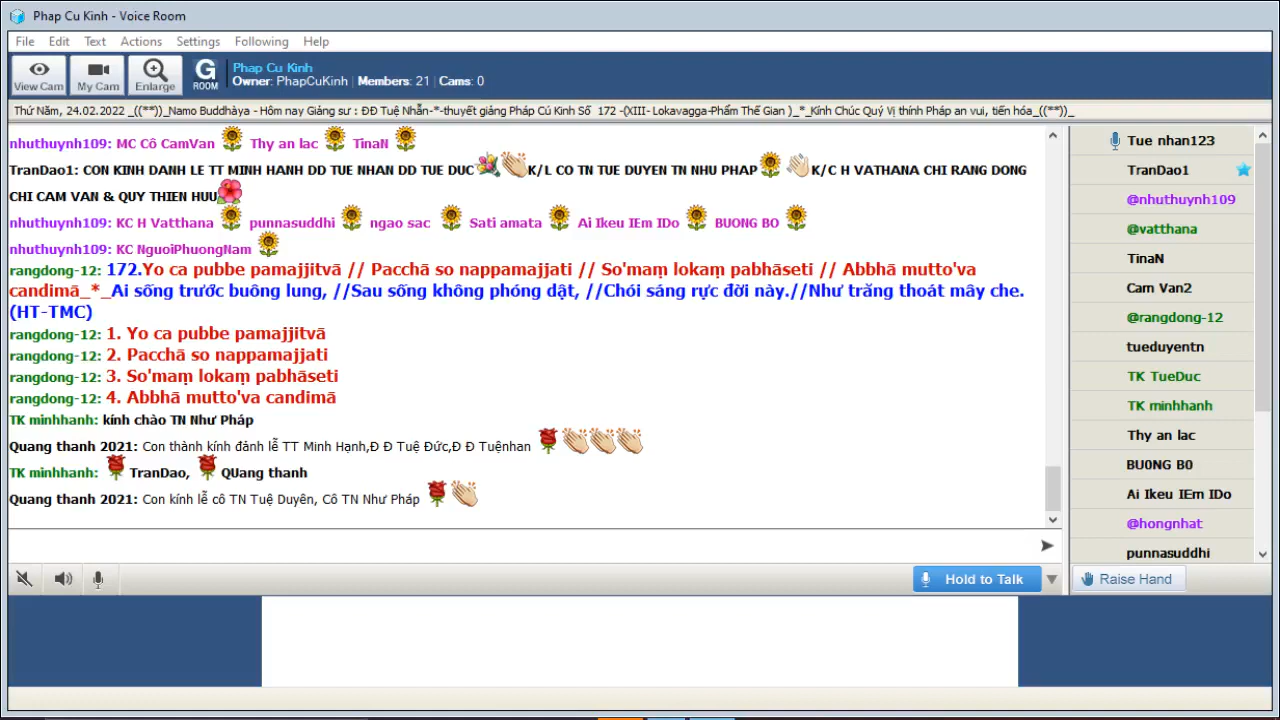 Phap Cu Kinh - Voice Room
File Edit Text Actions Settings Following Help
View Cam My Cam Enlarge G ROOM
Phap Cu Kinh
Owner: PhapCuKinh Members: 21 Cams: 0
Thứ Năm, 24.02.2022 _((**))_Namo Buddhàya - Hôm nay Giảng sư : ĐĐ Tuệ Nhẫn-*-thuyết giảng Pháp Cú Kinh Số 172 -(XIII- Lokavagga-Phẩm Thế Gian )_*_Kính Chúc Quý Vị thính Pháp an vui, tiến hóa_((**))_
nhuthuynh109: MC Cô CamVan Thy an lac TinaN
TranDao1: CON KINH DANH LE TT MINH HANH DD TUE NHAN DD TUE DUC K/L CO TN TUE DUYEN TN NHU PHAP K/C H VATHANA CHI RANG DONG
CHI CAM VAN & QUY THIEN HUU
nhuthuynh109: KC H Vatthana punnasuddhi ngao sac Sati amata Ai Ikeu IEm IDo BUONG BO
nhuthuynh109: KC NguoiPhuongNam
rangdong-12: 172.Yo ca pubbe pamajjitvā // Pacchā so nappamajjati // So'maṃ lokaṃ pabhāseti // Abbhā mutto'va
candimā_*_Ai sống trước buông lung, //Sau sống không phóng dật, //Chói sáng rực đời này.//Như trăng thoát mây che.
(HT-TMC)
rangdong-12: 1. Yo ca pubbe pamajjitvā
rangdong-12: 2. Pacchā so nappamajjati
rangdong-12: 3. So'maṃ lokaṃ pabhāseti
rangdong-12: 4. Abbhā mutto'va candimā
TK minhhanh: kính chào TN Như Pháp
Quang thanh 2021: Con thành kính đảnh lễ TT Minh Hạnh,Đ Đ Tuệ Đức,Đ Đ Tuệnhan
TK minhhanh: TranDao, QUang thanh
Quang thanh 2021: Con kính lễ cô TN Tuệ Duyên, Cô TN Như Pháp
Hold to Talk
Tue nhan123
TranDao1
@nhuthuynh109
@vatthana
TinaN
Cam Van2
@rangdong-12
tueduyentn
TK TueDuc
TK minhhanh
Thy an lac
BU0NG B0
Ai Ikeu IEm IDo
@hongnhat
punnasuddhi
Raise Hand